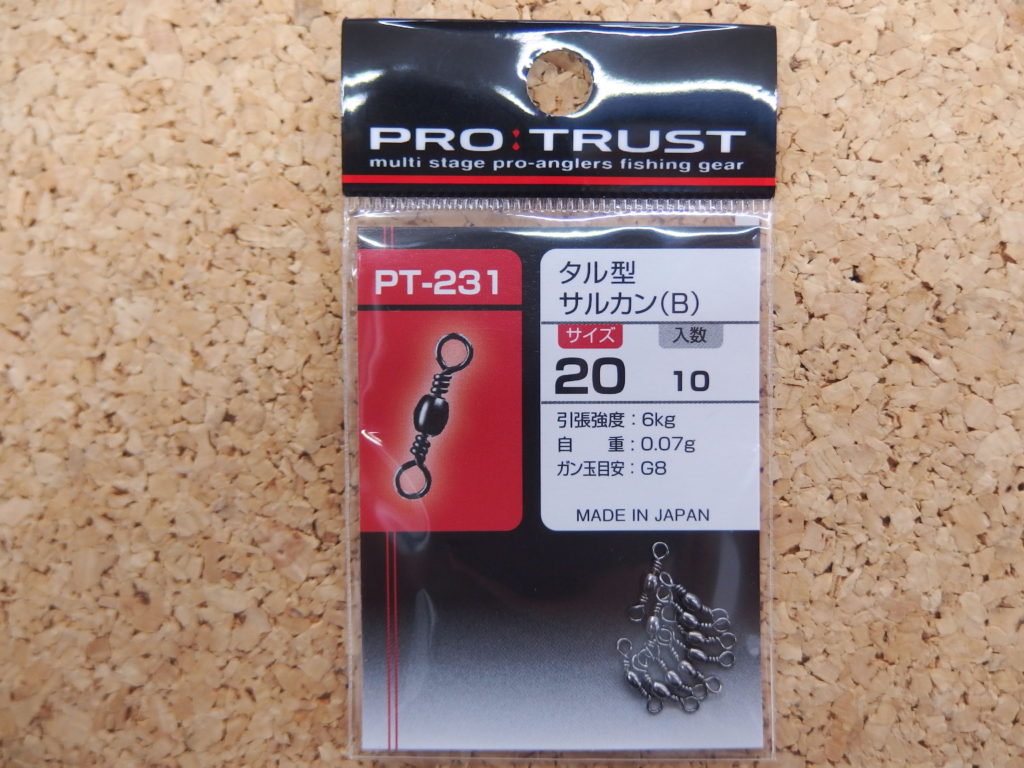 PRO:TRUST
multi stage pro-anglers fishing gear
PT-231
タル型
サルカン(B)
サイズ 入数
20 10
引張強度:6kg
自 重:0.07g
ガン玉目安:G8
MADE IN JAPAN